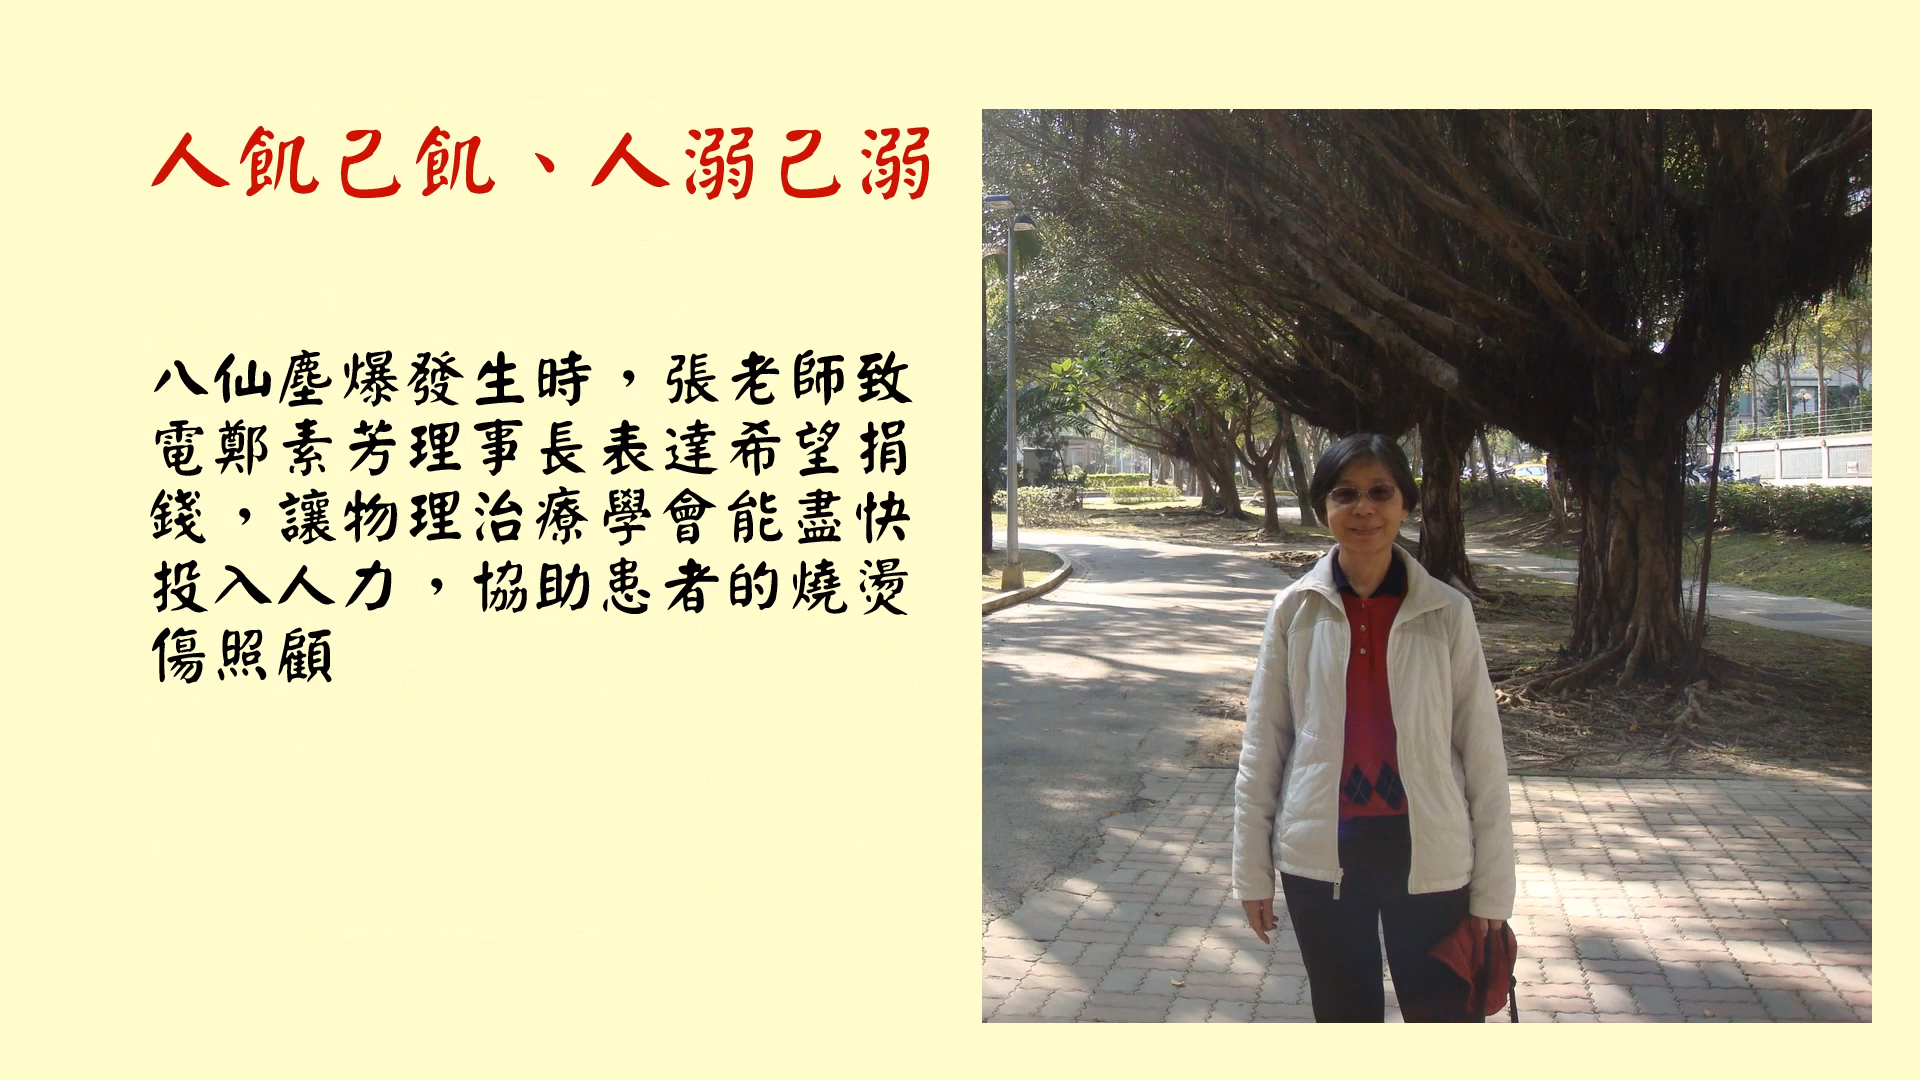 人飢己飢、人溺己溺
八仙塵爆發生時，張老師致
電鄭素芳理事長表達希望捐
錢，讓物理治療學會能盡快
投入人力，協助患者的燒燙
傷照顧